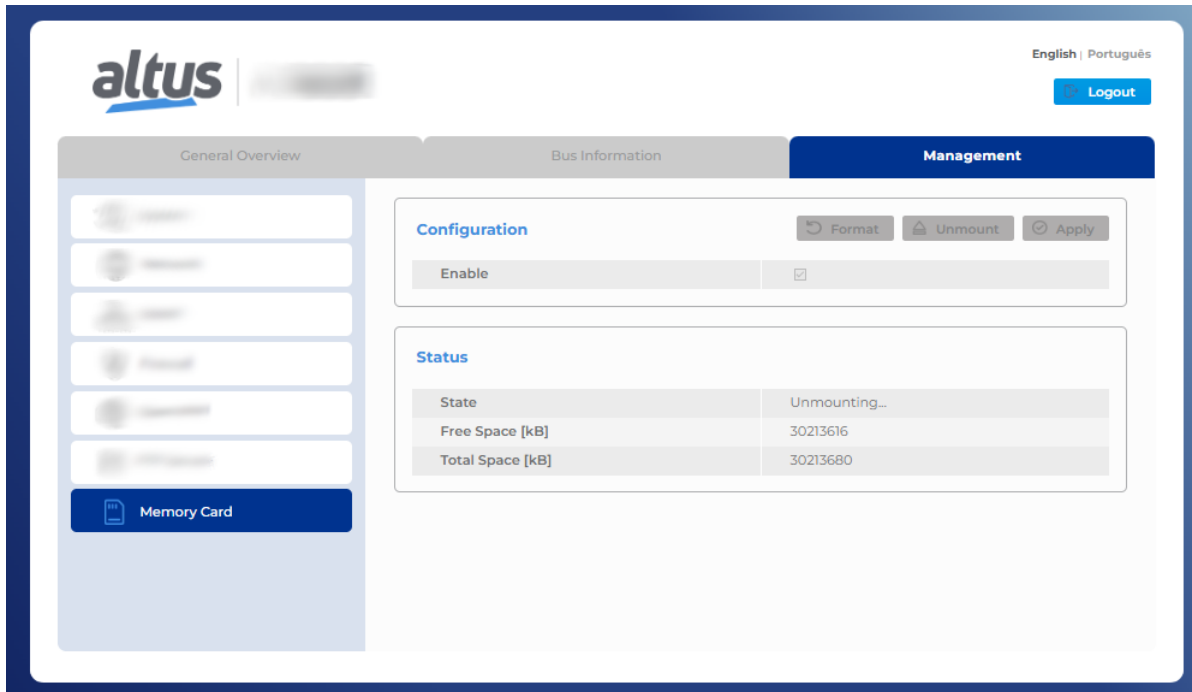 English | Português
altus
Logout
General Overview
Bus Information
Management
Configuration
Format
Unmount
Apply
Enable
Status
State Unmounting...
Free Space [kB] 30213616
Total Space [kB] 30213680
Memory Card